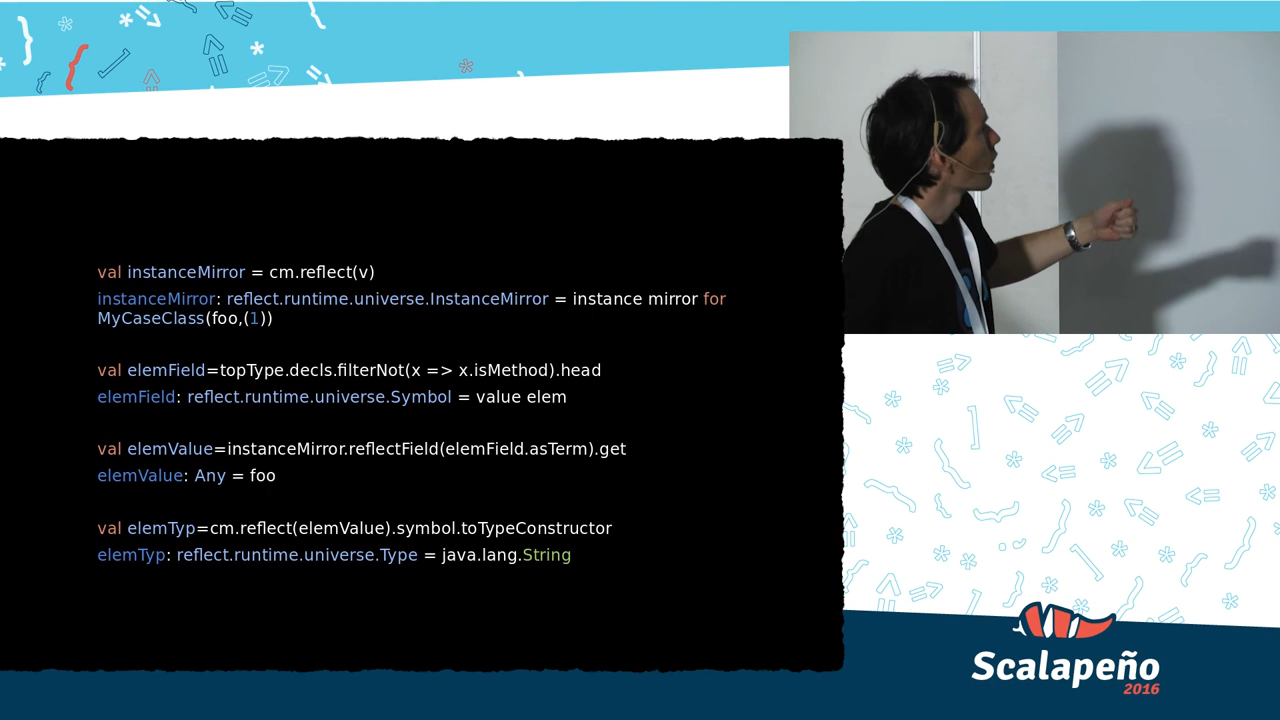 val instanceMirror = cm.reflect(v)
instanceMirror: reflect.runtime.universe.InstanceMirror = instance mirror for
MyCaseClass(foo,(1))
val elemField=topType.decls.filterNot(x => x.isMethod).head
elemField: reflect.runtime.universe.Symbol = value elem
val elemValue=instanceMirror.reflectField(elemField.asTerm).get
elemValue: Any = foo
val elemTyp=cm.reflect(elemValue).symbol.toTypeConstructor
elemTyp: reflect.runtime.universe.Type = java.lang.String
Scalapeño
2016